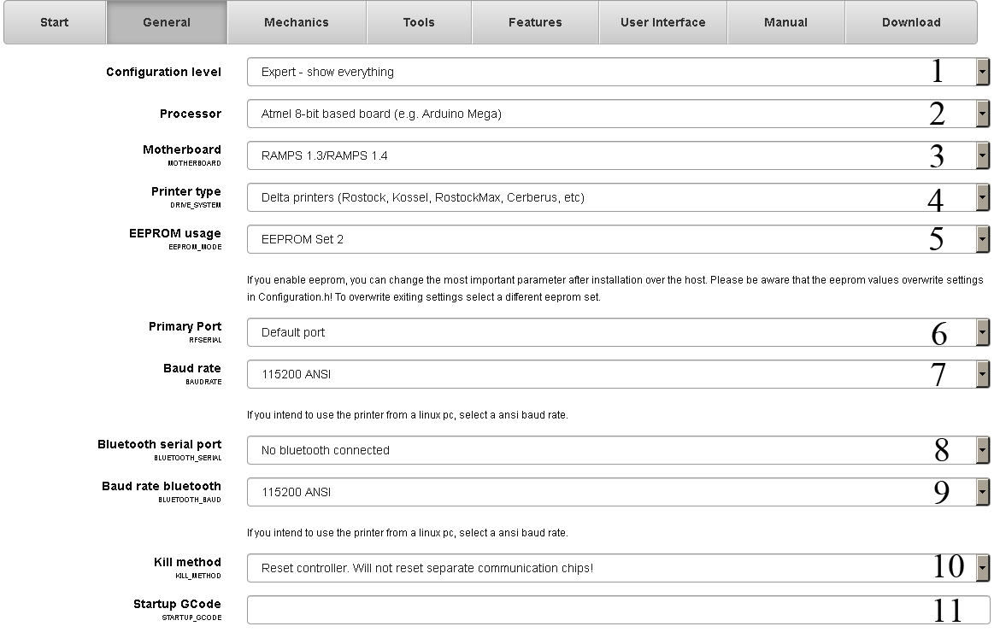 Start General Mechanics Tools Features User Interface Manual Download
Configuration level Expert - show everything 1
Processor Atmel 8-bit based board (e.g. Arduino Mega) 2
Motherboard RAMPS 1.3/RAMPS 1.4 3
MOTHERBOARD
Printer type Delta printers (Rostock, Kossel, RostockMax, Cerberus, etc) 4
DRIVE_SYSTEM
EEPROM usage EEPROM Set 2 5
EEPROM_MODE
If you enable eeprom, you can change the most important parameter after installation over the host. Please be aware that the eeprom values overwrite settings
in Configuration.h! To overwrite exiting settings select a different eeprom set.
Primary Port Default port 6
RFSERIAL
Baud rate 115200 ANSI 7
BAUDRATE
If you intend to use the printer from a linux pc, select a ansi baud rate.
Bluetooth serial port No bluetooth connected 8
BLUETOOTH_SERIAL
Baud rate bluetooth 115200 ANSI 9
BLUETOOTH_BAUD
If you intend to use the printer from a linux pc, select a ansi baud rate.
Kill method Reset controller. Will not reset separate communication chips! 10
KILL_METHOD
Startup GCode 11
STARTUP_GCODE